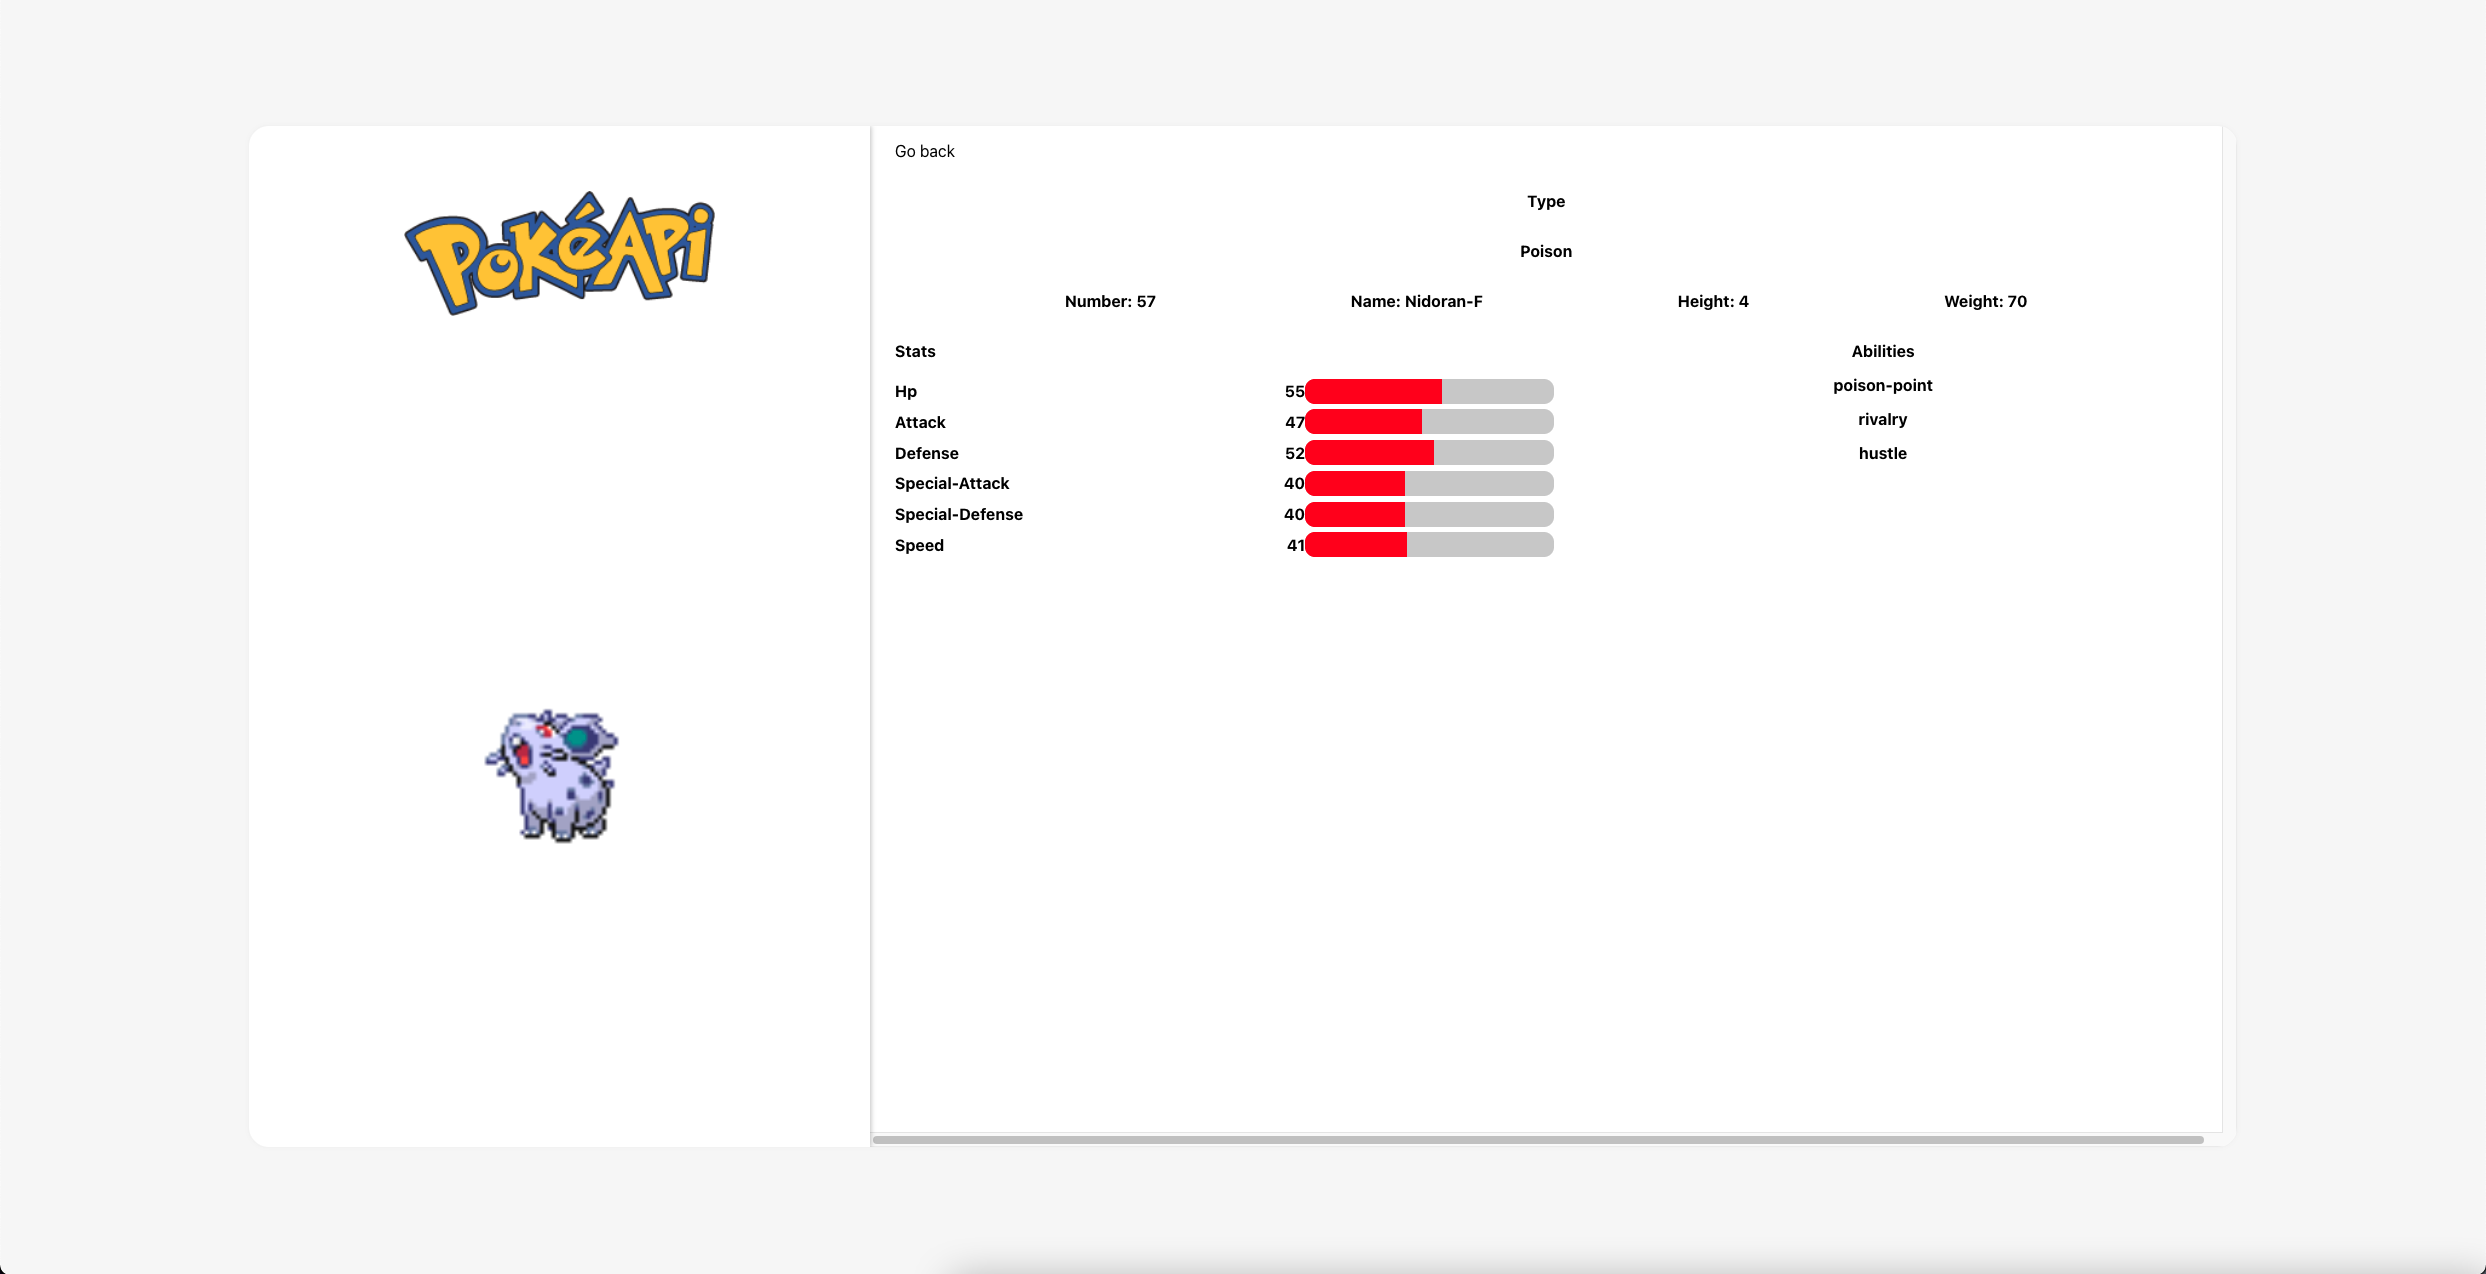 PokéAPi
Go back
Type
Poison
Number: 57 Name: Nidoran-F Height: 4 Weight: 70
Stats
Hp 55
Attack 47
Defense 52
Special-Attack 40
Special-Defense 40
Speed 41
Abilities
poison-point
rivalry
hustle